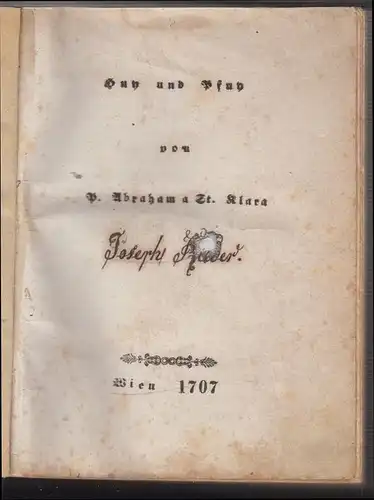 Huy und Pfuy
von
P. Abraham a St. Klara
Joseph
Wien 1707